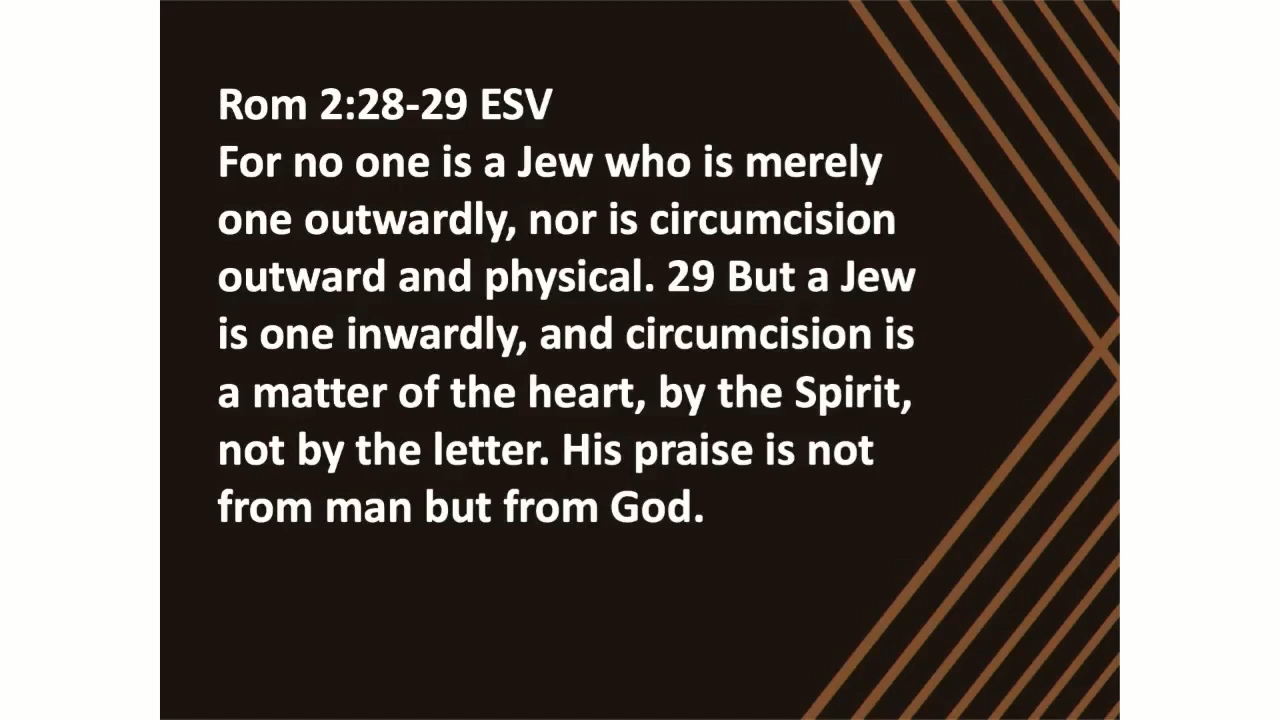 Rom 2:28-29 ESV
For no one is a Jew who is merely
one outwardly, nor is circumcision
outward and physical. 29 But a Jew
is one inwardly, and circumcision is
a matter of the heart, by the Spirit,
not by the letter. His praise is not
from man but from God.